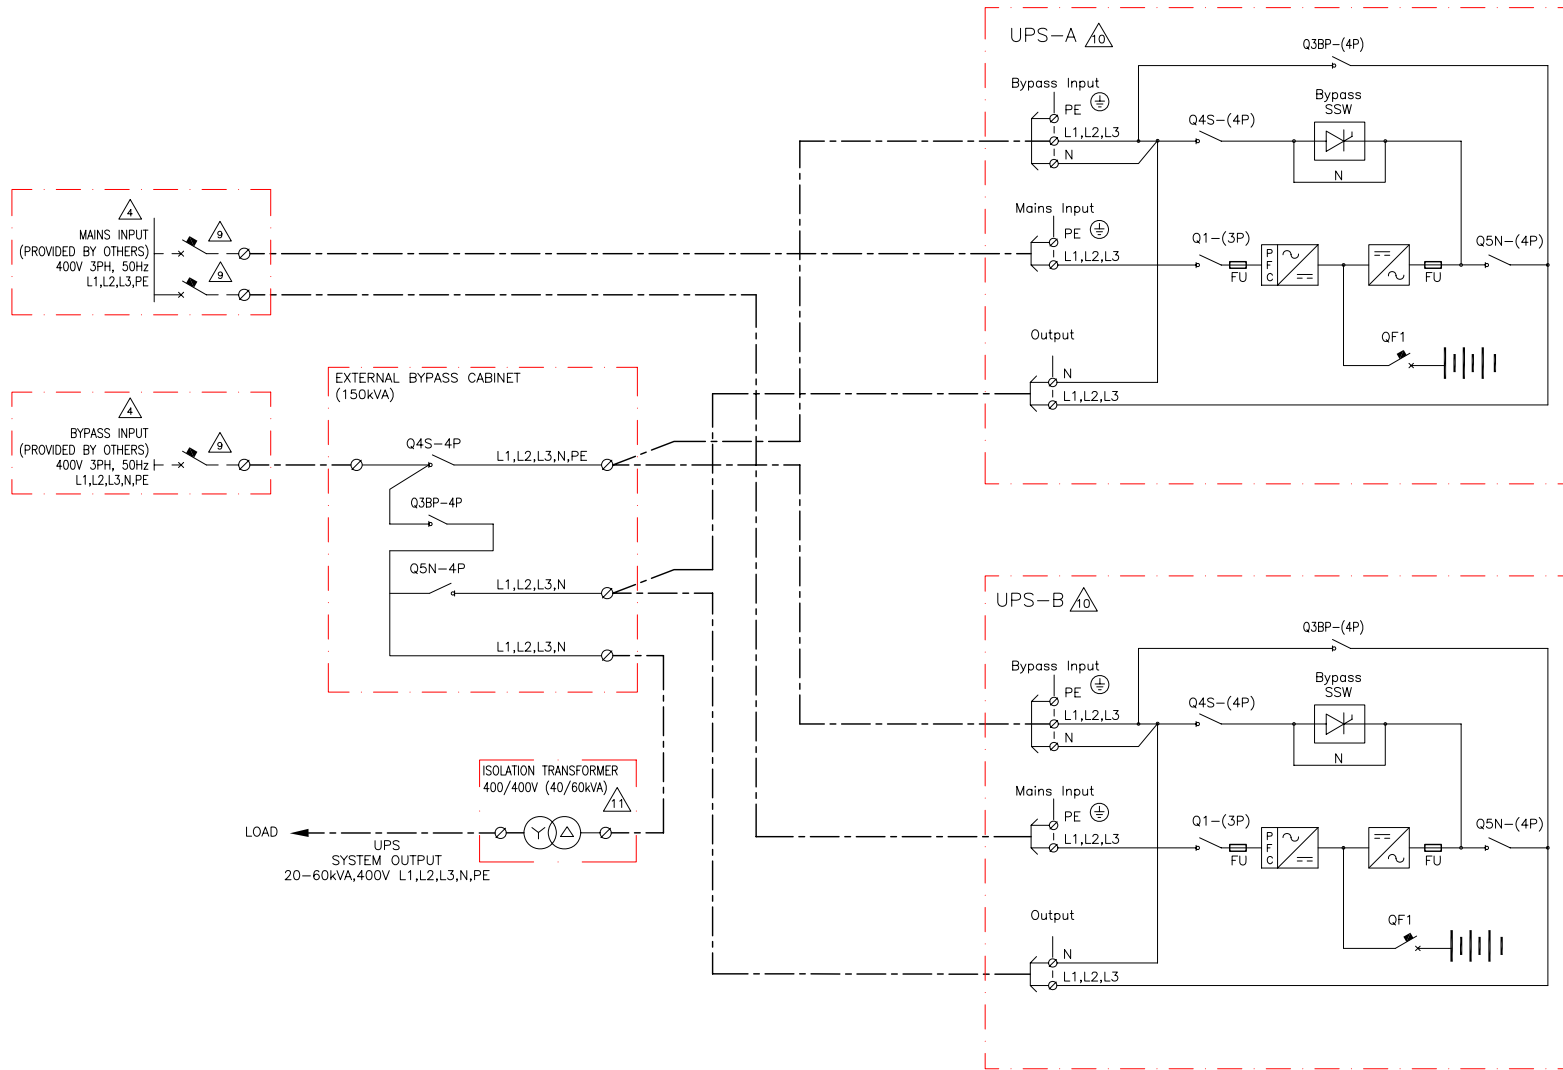 UPS-A 10
Q3BP-(4P)
Bypass Input
PE
L1,L2,L3
N
Q4S-(4P)
Bypass
SSW
N
Mains Input
PE
L1,L2,L3
Q1-(3P)
FU
P
F
C
FU
Q5N-(4P)
QF1
Output
N
L1,L2,L3
4
MAINS INPUT
(PROVIDED BY OTHERS)
400V 3PH, 50Hz
L1,L2,L3,PE
9
9
4
BYPASS INPUT
(PROVIDED BY OTHERS)
400V 3PH, 50Hz
L1,L2,L3,N,PE
9
EXTERNAL BYPASS CABINET
(150kVA)
Q4S-4P
L1,L2,L3,N,PE
Q3BP-4P
Q5N-4P
L1,L2,L3,N
L1,L2,L3,N
ISOLATION TRANSFORMER
400/400V (40/60kVA)
11
LOAD
UPS
SYSTEM OUTPUT
20-60kVA,400V L1,L2,L3,N,PE
UPS-B 10
Q3BP-(4P)
Bypass Input
PE
L1,L2,L3
N
Q4S-(4P)
Bypass
SSW
N
Mains Input
PE
L1,L2,L3
Q1-(3P)
FU
P
F
C
FU
Q5N-(4P)
QF1
Output
N
L1,L2,L3